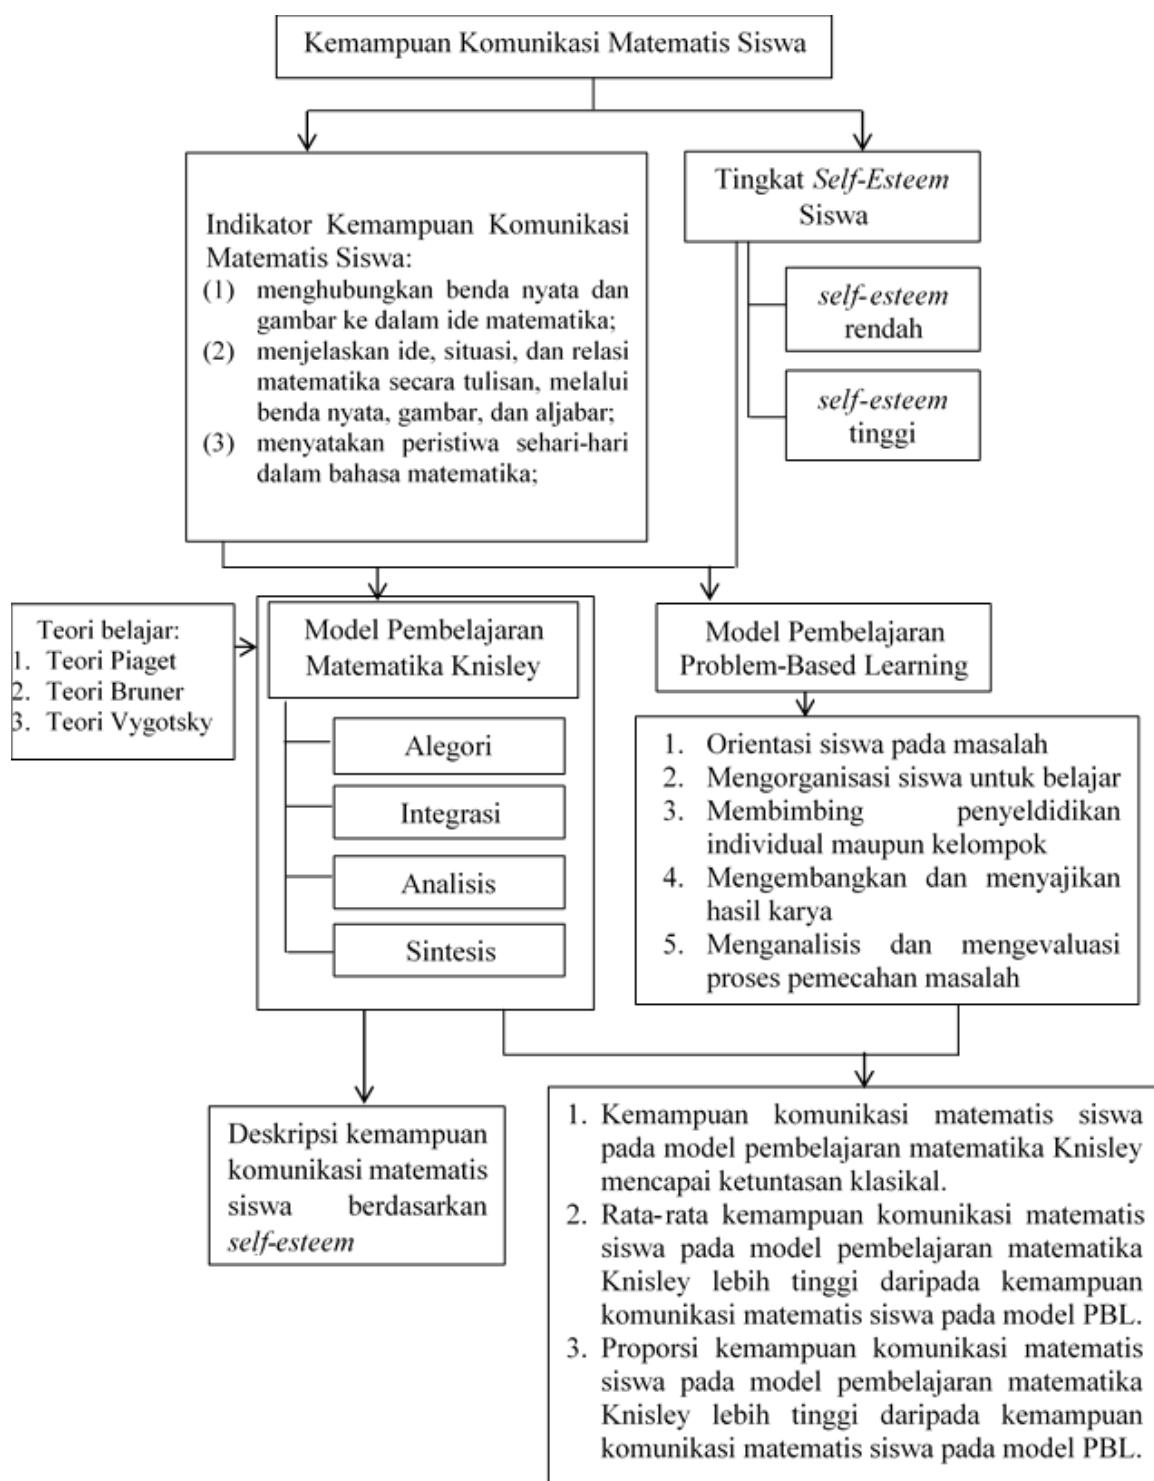 Kemampuan Komunikasi Matematis Siswa
Indikator Kemampuan Komunikasi
Matematis Siswa:
(1) menghubungkan benda nyata dan
gambar ke dalam ide matematika;
(2) menjelaskan ide, situasi, dan relasi
matematika secara tulisan, melalui
benda nyata, gambar, dan aljabar;
(3) menyatakan peristiwa sehari-hari
dalam bahasa matematika;
Tingkat Self-Esteem
Siswa
self-esteem
rendah
self-esteem
tinggi
Teori belajar:
1. Teori Piaget
2. Teori Bruner
3. Teori Vygotsky
Model Pembelajaran
Matematika Knisley
Alegori
Integrasi
Analisis
Sintesis
Model Pembelajaran
Problem-Based Learning
1. Orientasi siswa pada masalah
2. Mengorganisasi siswa untuk belajar
3. Membimbing penyeldidikan
individual maupun kelompok
4. Mengembangkan dan menyajikan
hasil karya
5. Menganalisis dan mengevaluasi
proses pemecahan masalah
Deskripsi kemampuan
komunikasi matematis
siswa berdasarkan
self-esteem
1. Kemampuan komunikasi matematis siswa
pada model pembelajaran matematika Knisley
mencapai ketuntasan klasikal.
2. Rata-rata kemampuan komunikasi matematis
siswa pada model pembelajaran matematika
Knisley lebih tinggi daripada kemampuan
komunikasi matematis siswa pada model PBL.
3. Proporsi kemampuan komunikasi matematis
siswa pada model pembelajaran matematika
Knisley lebih tinggi daripada kemampuan
komunikasi matematis siswa pada model PBL.